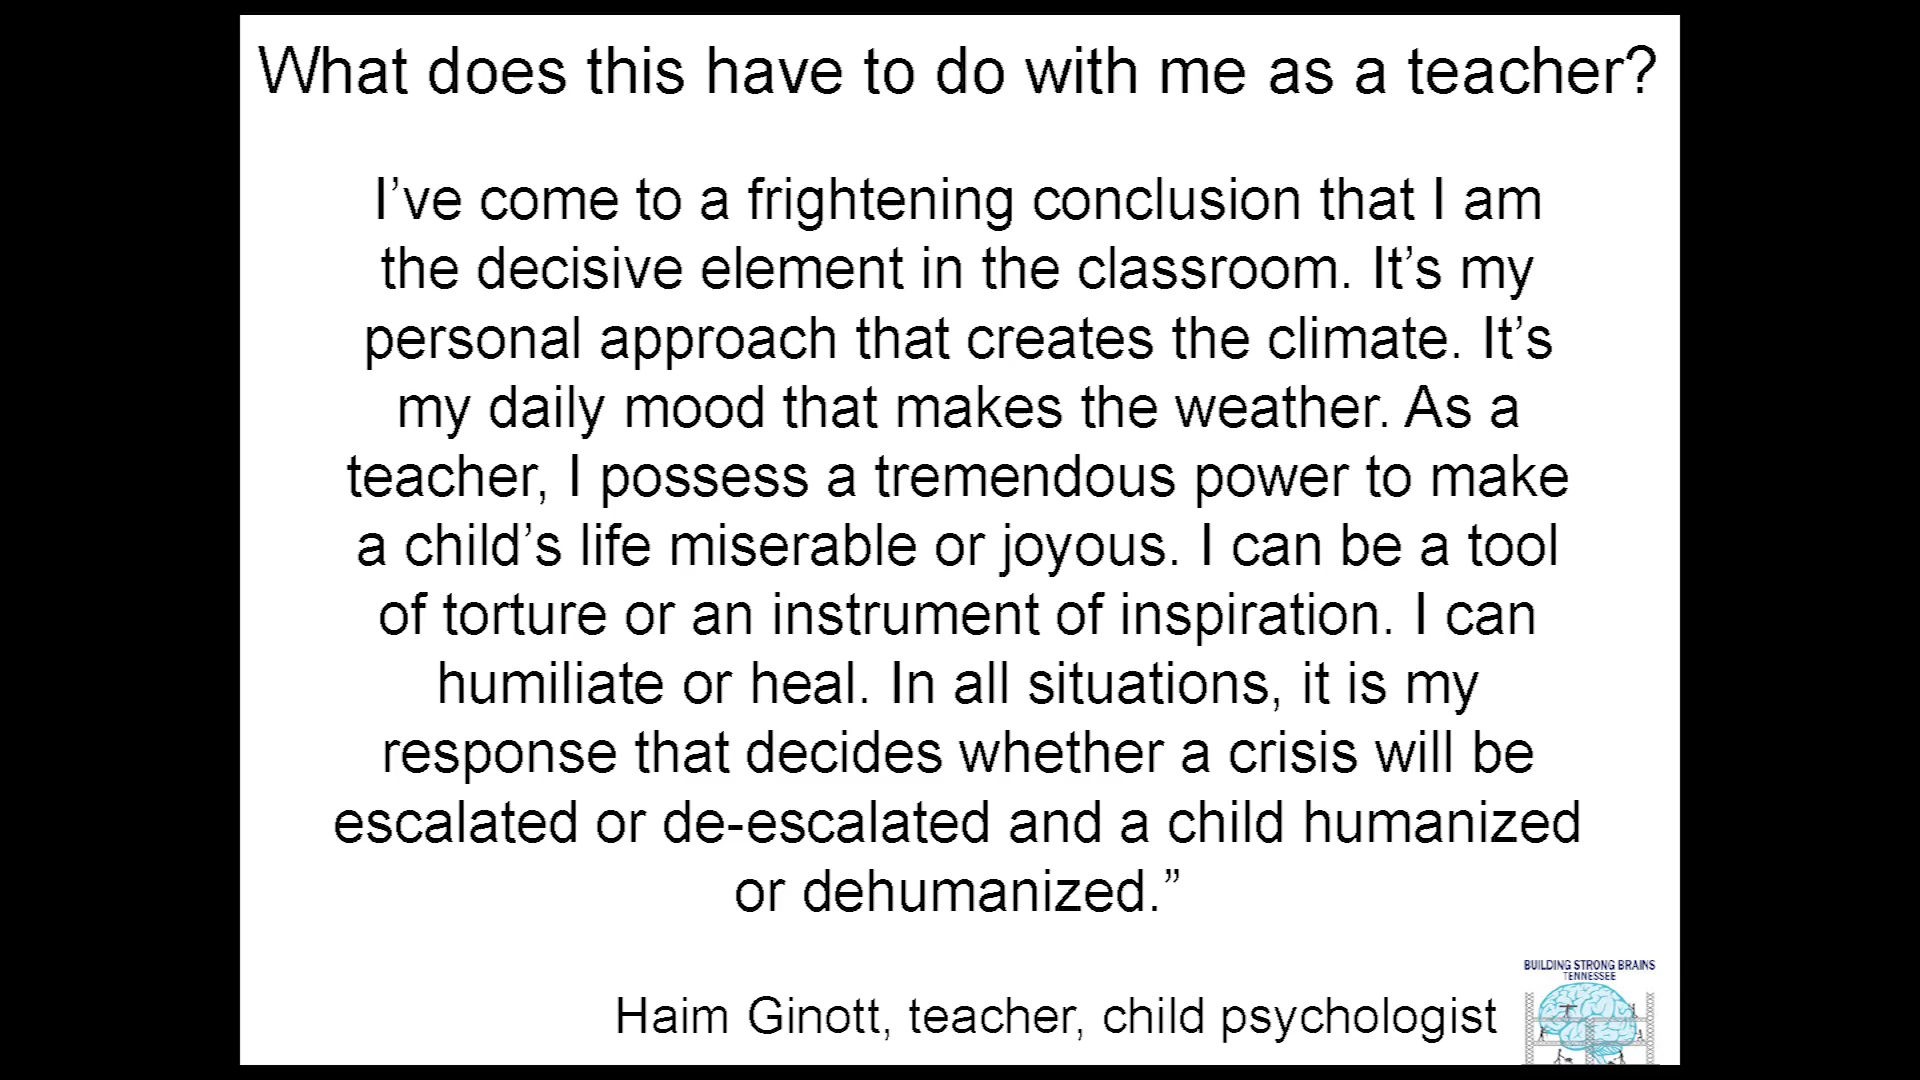 What does this have to do with me as a teacher?
I’ve come to a frightening conclusion that I am
the decisive element in the classroom. It’s my
personal approach that creates the climate. It’s
my daily mood that makes the weather. As a
teacher, I possess a tremendous power to make
a child’s life miserable or joyous. I can be a tool
of torture or an instrument of inspiration. I can
humiliate or heal. In all situations, it is my
response that decides whether a crisis will be
escalated or de-escalated and a child humanized
or dehumanized.”
Haim Ginott, teacher, child psychologist
BUILDING STRONG BRAINS
TENNESSEE